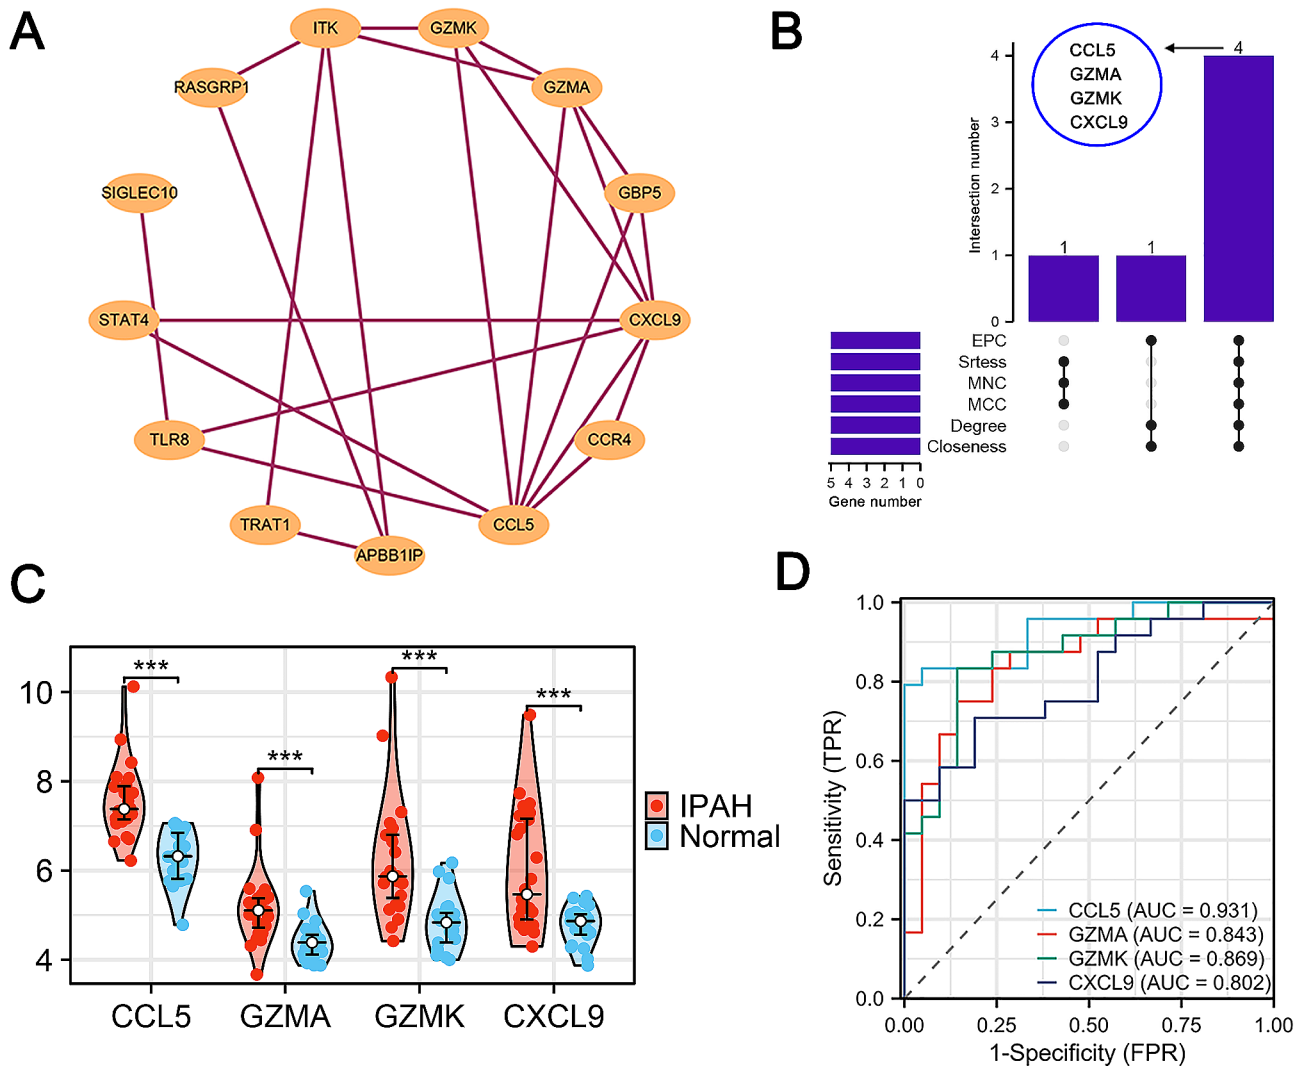 A
ITK
GZMK
RASGRP1
GZMA
SIGLEC10
GBP5
STAT4
CXCL9
TLR8
CCR4
TRAT1
CCL5
APBB1IP
B
CCL5
GZMA
GZMK
CXCL9
4
4
3
2
1
0
Intersection number
1
1
EPC
Srtess
MNC
MCC
Degree
Closeness
5 4 3 2 1 0
Gene number
C
10
8
6
4
***
***
***
***
CCL5
GZMA
GZMK
CXCL9
IPAH
Normal
D
1.0
0.8
0.6
0.4
0.2
0.0
Sensitivity (TPR)
CCL5 (AUC = 0.931)
GZMA (AUC = 0.843)
GZMK (AUC = 0.869)
CXCL9 (AUC = 0.802)
0.00 0.25 0.50 0.75 1.00
1-Specificity (FPR)